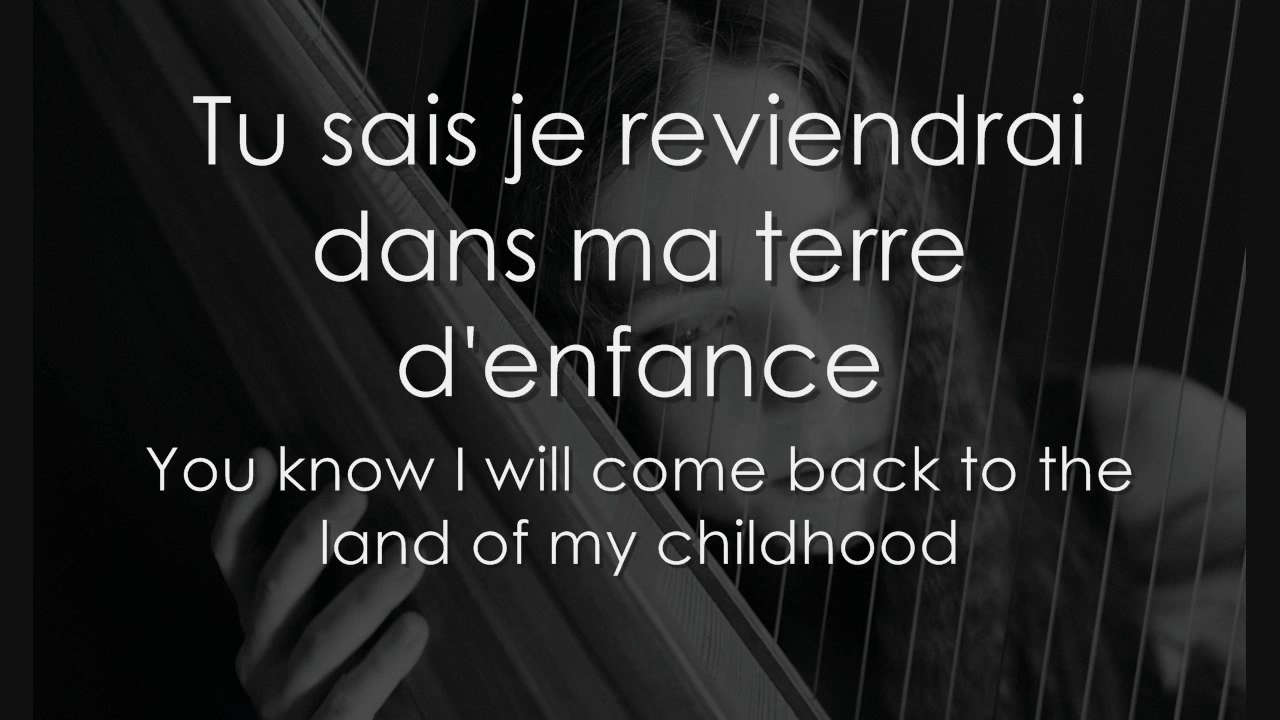 Tu sais je reviendrai
dans ma terre
d'enfance
You know I will come back to the
land of my childhood